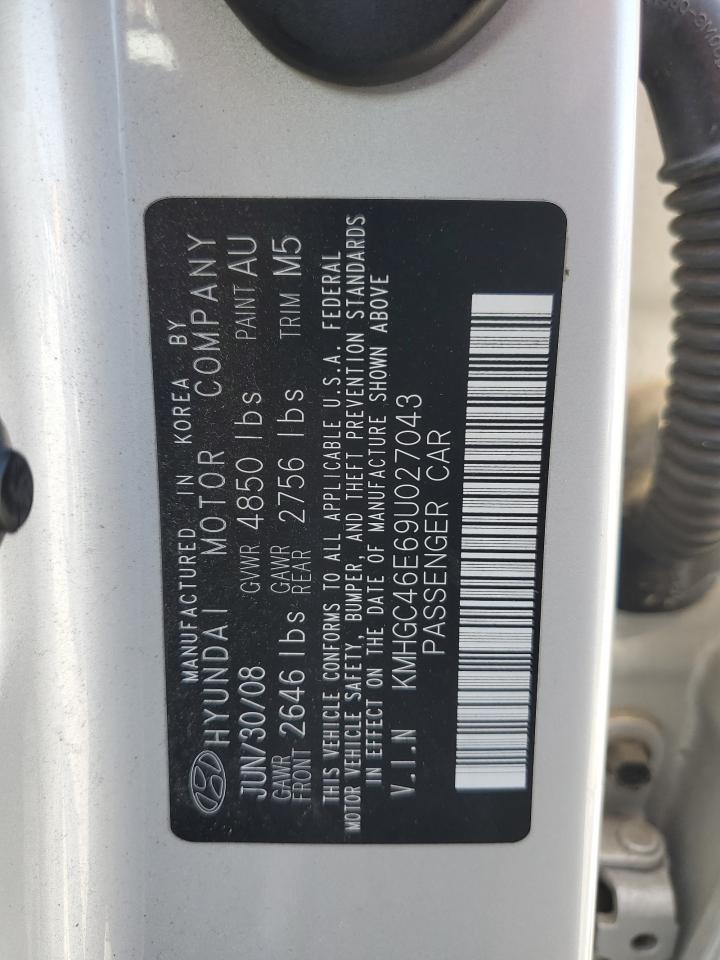 MANUFACTURED IN KOREA BY
HYUNDAI MOTOR COMPANY
JUN/30/08 GVWR 4850 lbs PAINT AU
GAWR FRONT 2646 lbs GAWR REAR 2756 lbs TRIM M5
THIS VEHICLE CONFORMS TO ALL APPLICABLE U.S.A. FEDERAL
MOTOR VEHICLE SAFETY, BUMPER, AND THEFT PREVENTION STANDARDS
IN EFFECT ON THE DATE OF MANUFACTURE SHOWN ABOVE
V.I.N KMHGC46E69U027043
PASSENGER CAR